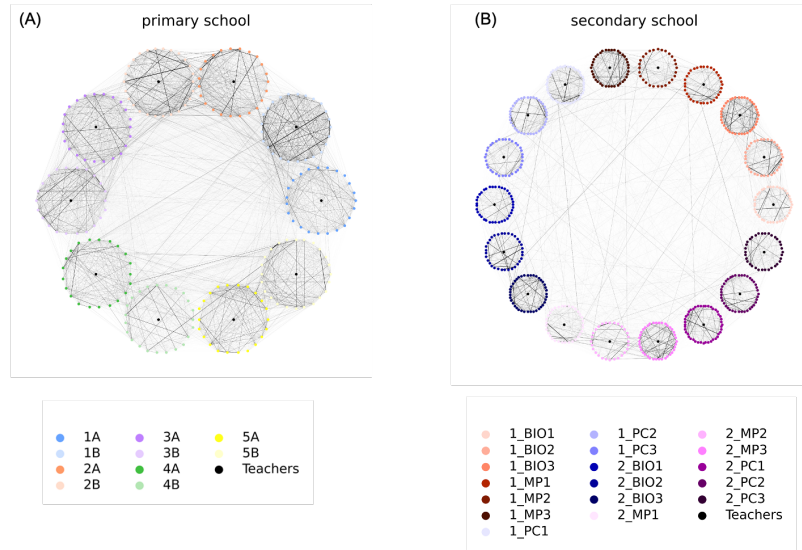 (A)
primary school
1A
1B
2A
2B
3A
3B
4A
4B
5A
5B
Teachers
(B)
secondary school
1_BIO1
1_BIO2
1_BIO3
1_MP1
1_MP2
1_MP3
1_PC1
1_PC2
1_PC3
2_BIO1
2_BIO2
2_BIO3
2_MP1
2_MP2
2_MP3
2_PC1
2_PC2
2_PC3
Teachers